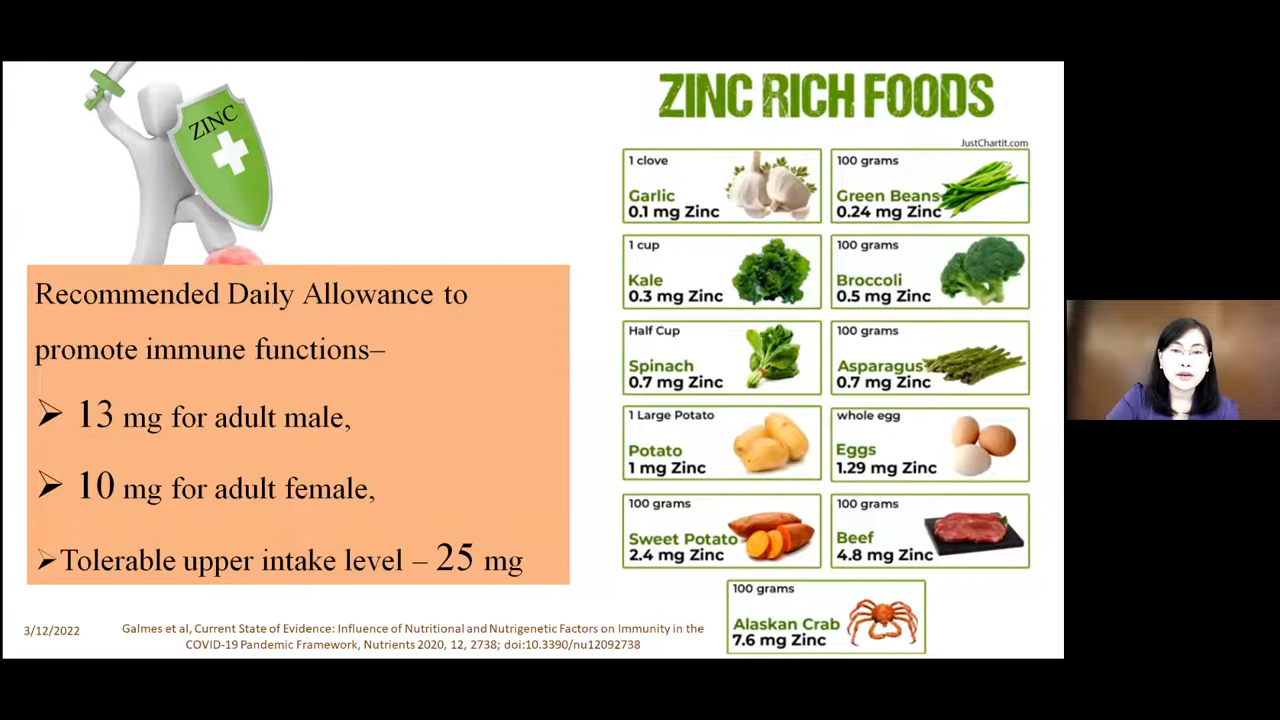 ZINC
Recommended Daily Allowance to
promote immune functions–
➢ 13 mg for adult male,
➢ 10 mg for adult female,
➢Tolerable upper intake level – 25 mg
ZINC RICH FOODS
JustChartit.com
1 clove
Garlic
0.1 mg Zinc
100 grams
Green Beans
0.24 mg Zinc
1 cup
Kale
0.3 mg Zinc
100 grams
Broccoli
0.5 mg Zinc
Half Cup
Spinach
0.7 mg Zinc
100 grams
Asparagus
0.7 mg Zinc
1 Large Potato
Potato
1 mg Zinc
whole egg
Eggs
1.29 mg Zinc
100 grams
Sweet Potato
2.4 mg Zinc
100 grams
Beef
4.8 mg Zinc
100 grams
Alaskan Crab
7.6 mg Zinc
3/12/2022
Galmes et al, Current State of Evidence: Influence of Nutritional and Nutrigenetic Factors on Immunity in the
COVID-19 Pandemic Framework, Nutrients 2020, 12, 2738; doi:10.3390/nu12092738